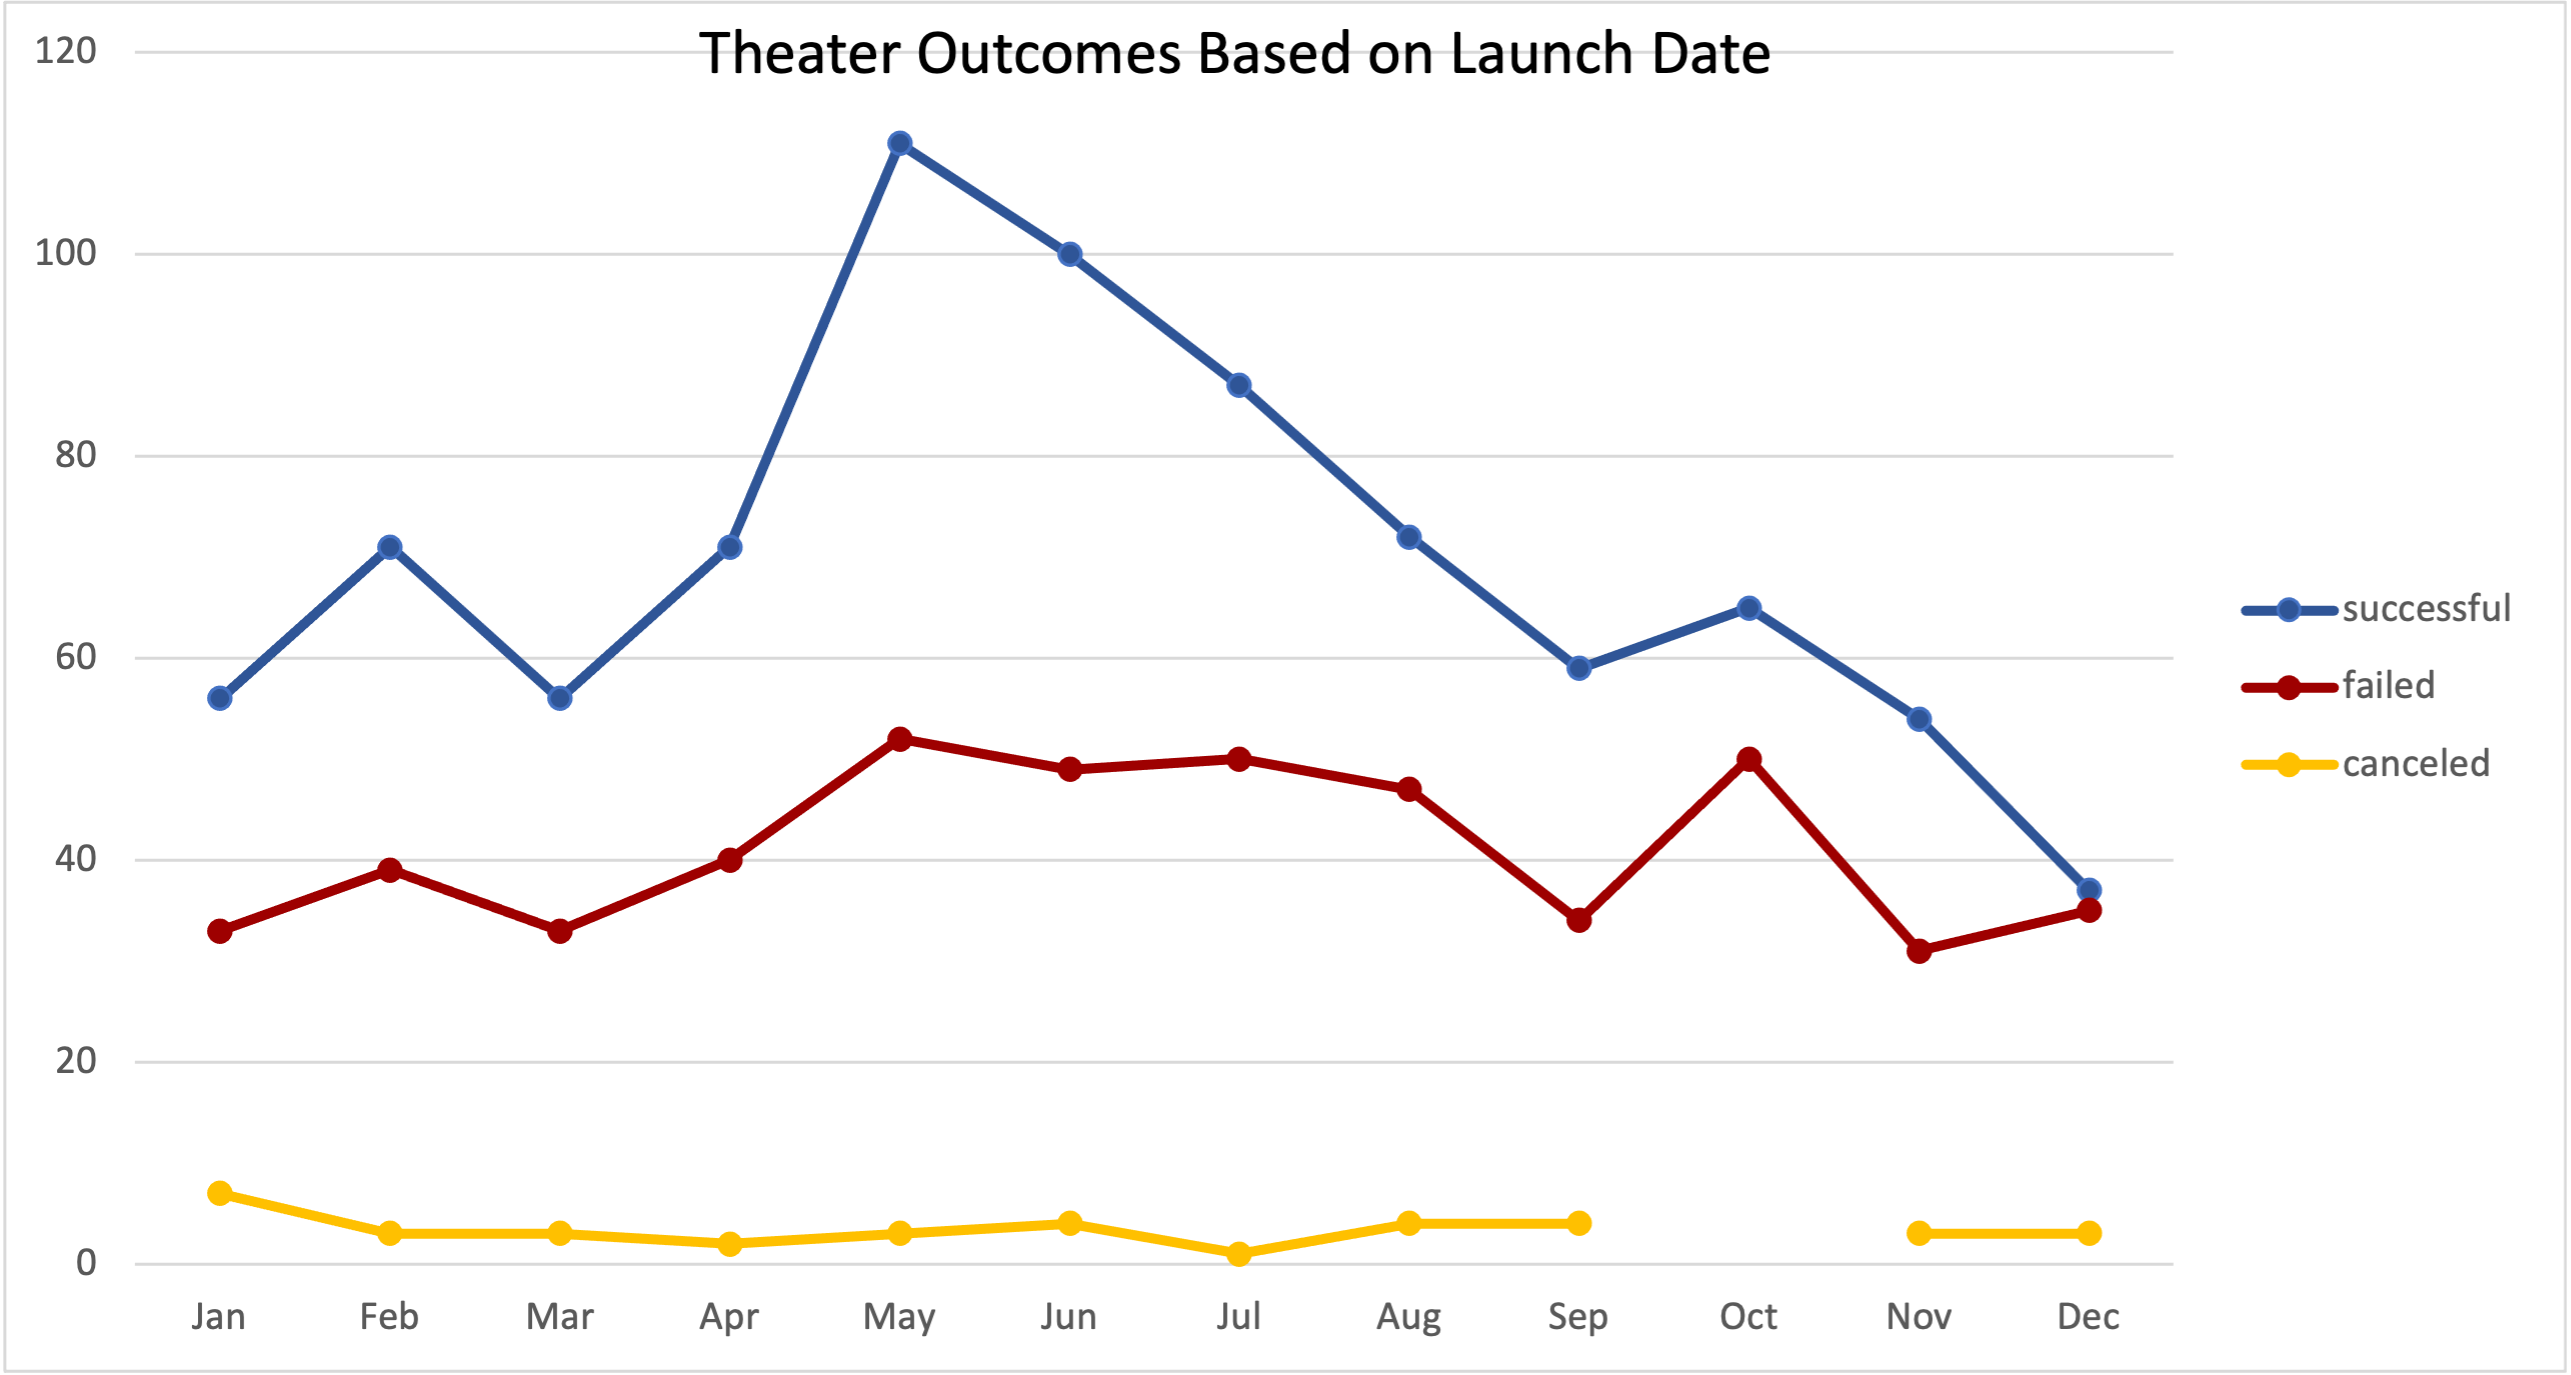 Theater Outcomes Based on Launch Date
120
100
80
60
40
20
0
Jan Feb Mar Apr May Jun Jul Aug Sep Oct Nov Dec
successful
failed
canceled